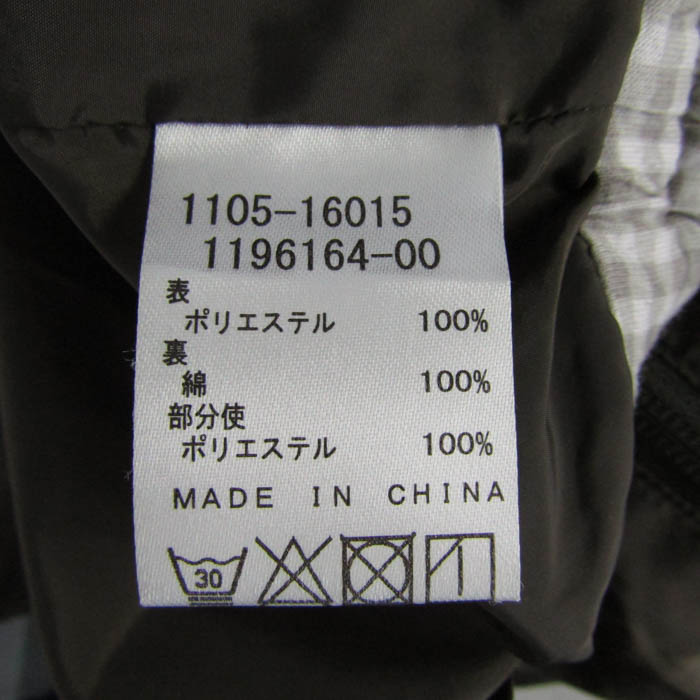 1105-16015
1196164-00
表
ポリエステル 100%
裏
綿 100%
部分使
ポリエステル 100%
MADE IN CHINA
30